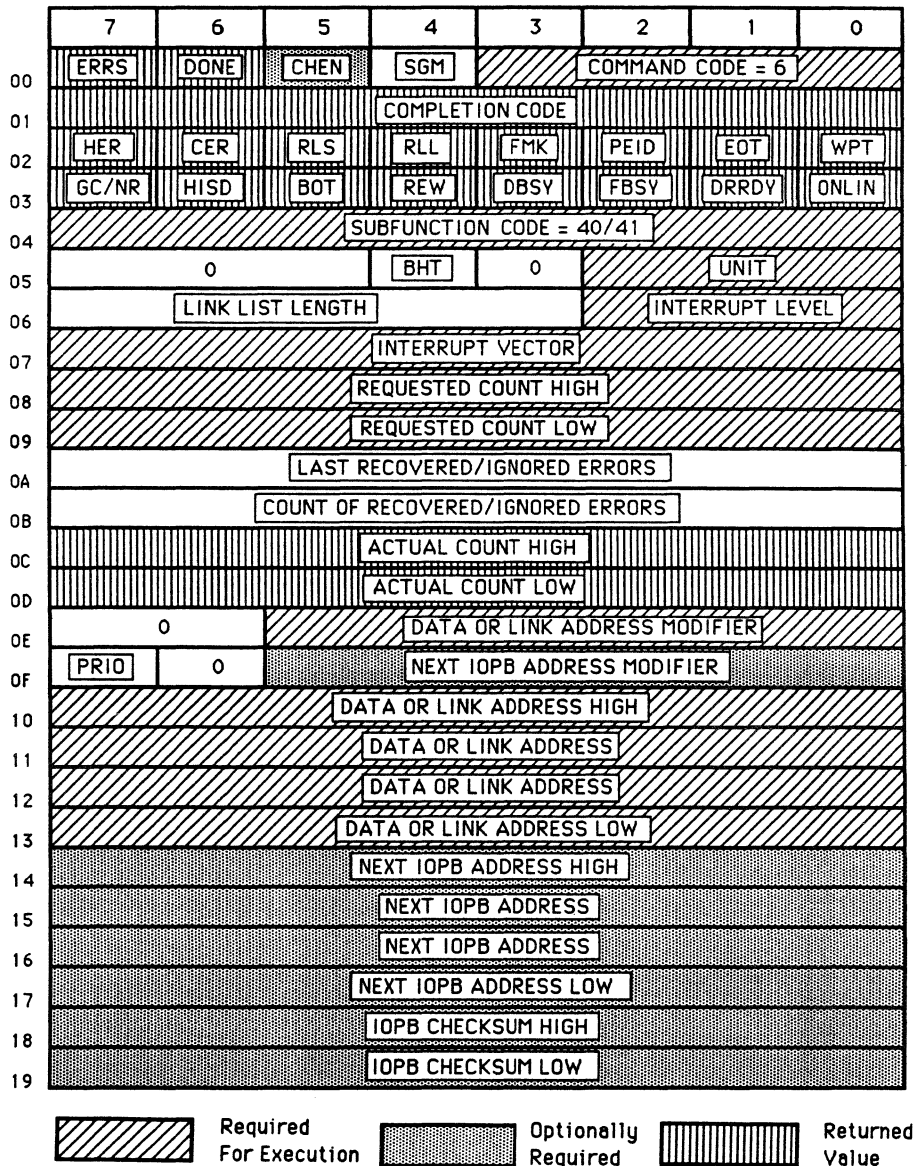 7 6 5 4 3 2 1 0
00 ERRS DONE CHEN SGM COMMAND CODE = 6
01 COMPLETION CODE
02 HER CER RLS RLL FMK PEID EOT WPT
03 GC/NR HISD BOT REW DBSY FBSY DRRDY ONLIN
04 SUBFUNCTION CODE = 40/41
05 0 BHT 0 UNIT
06 LINK LIST LENGTH INTERRUPT LEVEL
07 INTERRUPT VECTOR
08 REQUESTED COUNT HIGH
09 REQUESTED COUNT LOW
0A LAST RECOVERED/IGNORED ERRORS
0B COUNT OF RECOVERED/IGNORED ERRORS
0C ACTUAL COUNT HIGH
0D ACTUAL COUNT LOW
0E 0 DATA OR LINK ADDRESS MODIFIER
0F PRIO 0 NEXT IOPB ADDRESS MODIFIER
10 DATA OR LINK ADDRESS HIGH
11 DATA OR LINK ADDRESS
12 DATA OR LINK ADDRESS
13 DATA OR LINK ADDRESS LOW
14 NEXT IOPB ADDRESS HIGH
15 NEXT IOPB ADDRESS
16 NEXT IOPB ADDRESS
17 NEXT IOPB ADDRESS LOW
18 IOPB CHECKSUM HIGH
19 IOPB CHECKSUM LOW
Required For Execution
Optionally Required
Returned Value